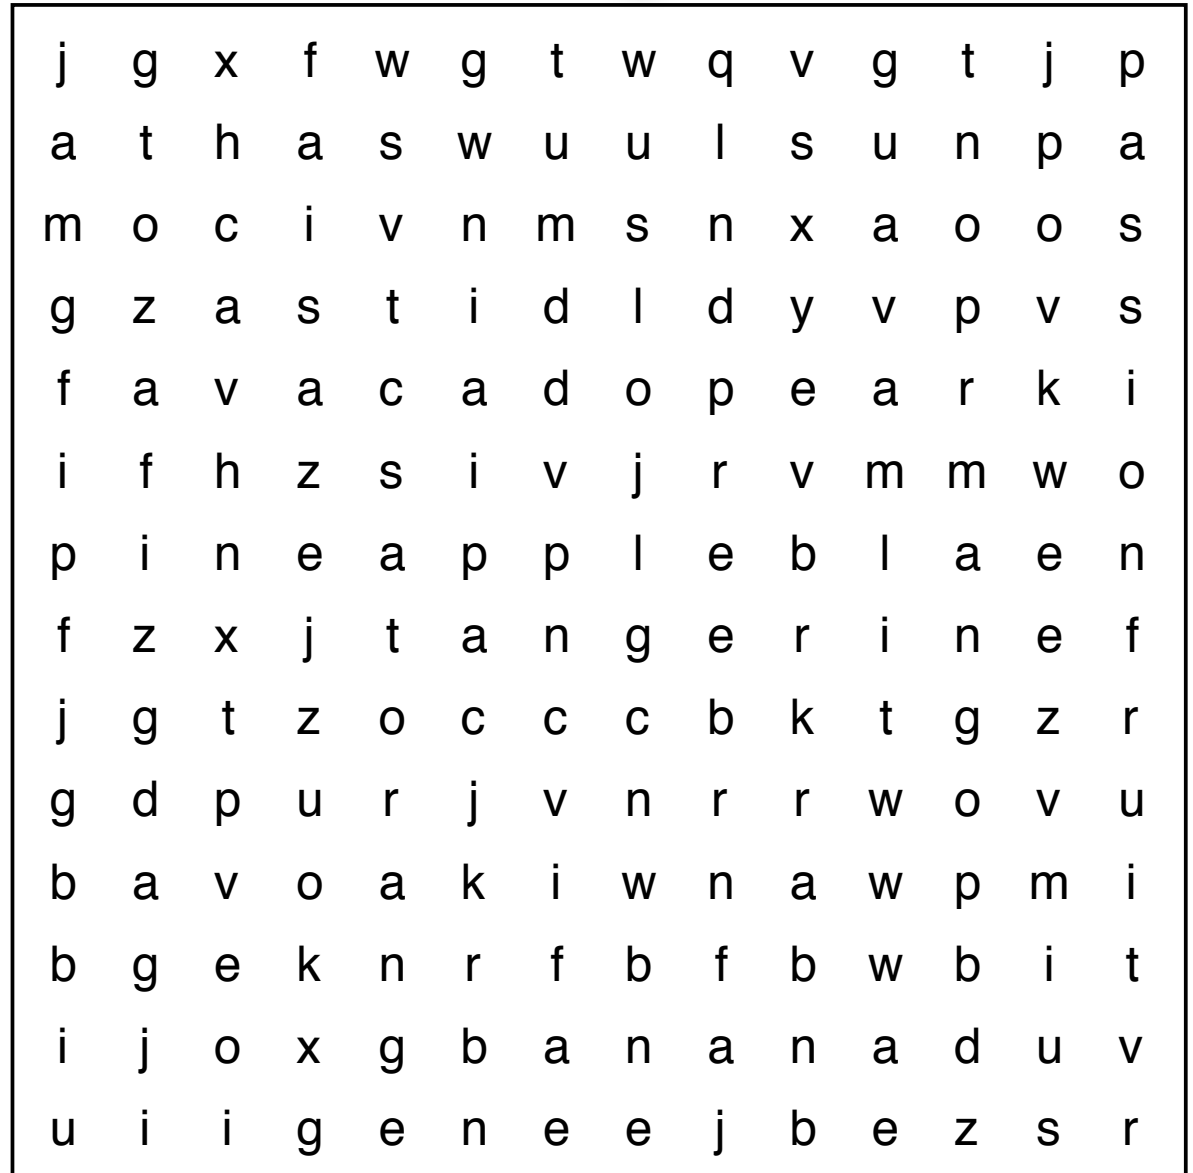 j g x f w g t w q v g t j p
a t h a s w u u l s u n p a
m o c i v n m s n x a o o s
g z a s t i d l d y v p v s
f a v a c a d o p e a r k i
i f h z s i v j r v m m w o
p i n e a p p l e b l a e n
f z x j t a n g e r i n e f
j g t z o c c c b k t g z r
g d p u r j v n r r w o v u
b a v o a k i w n a w p m i
b g e k n r f b f b w b i t
i j o x g b a n a n a d u v
u i i g e n e e j b e z s r